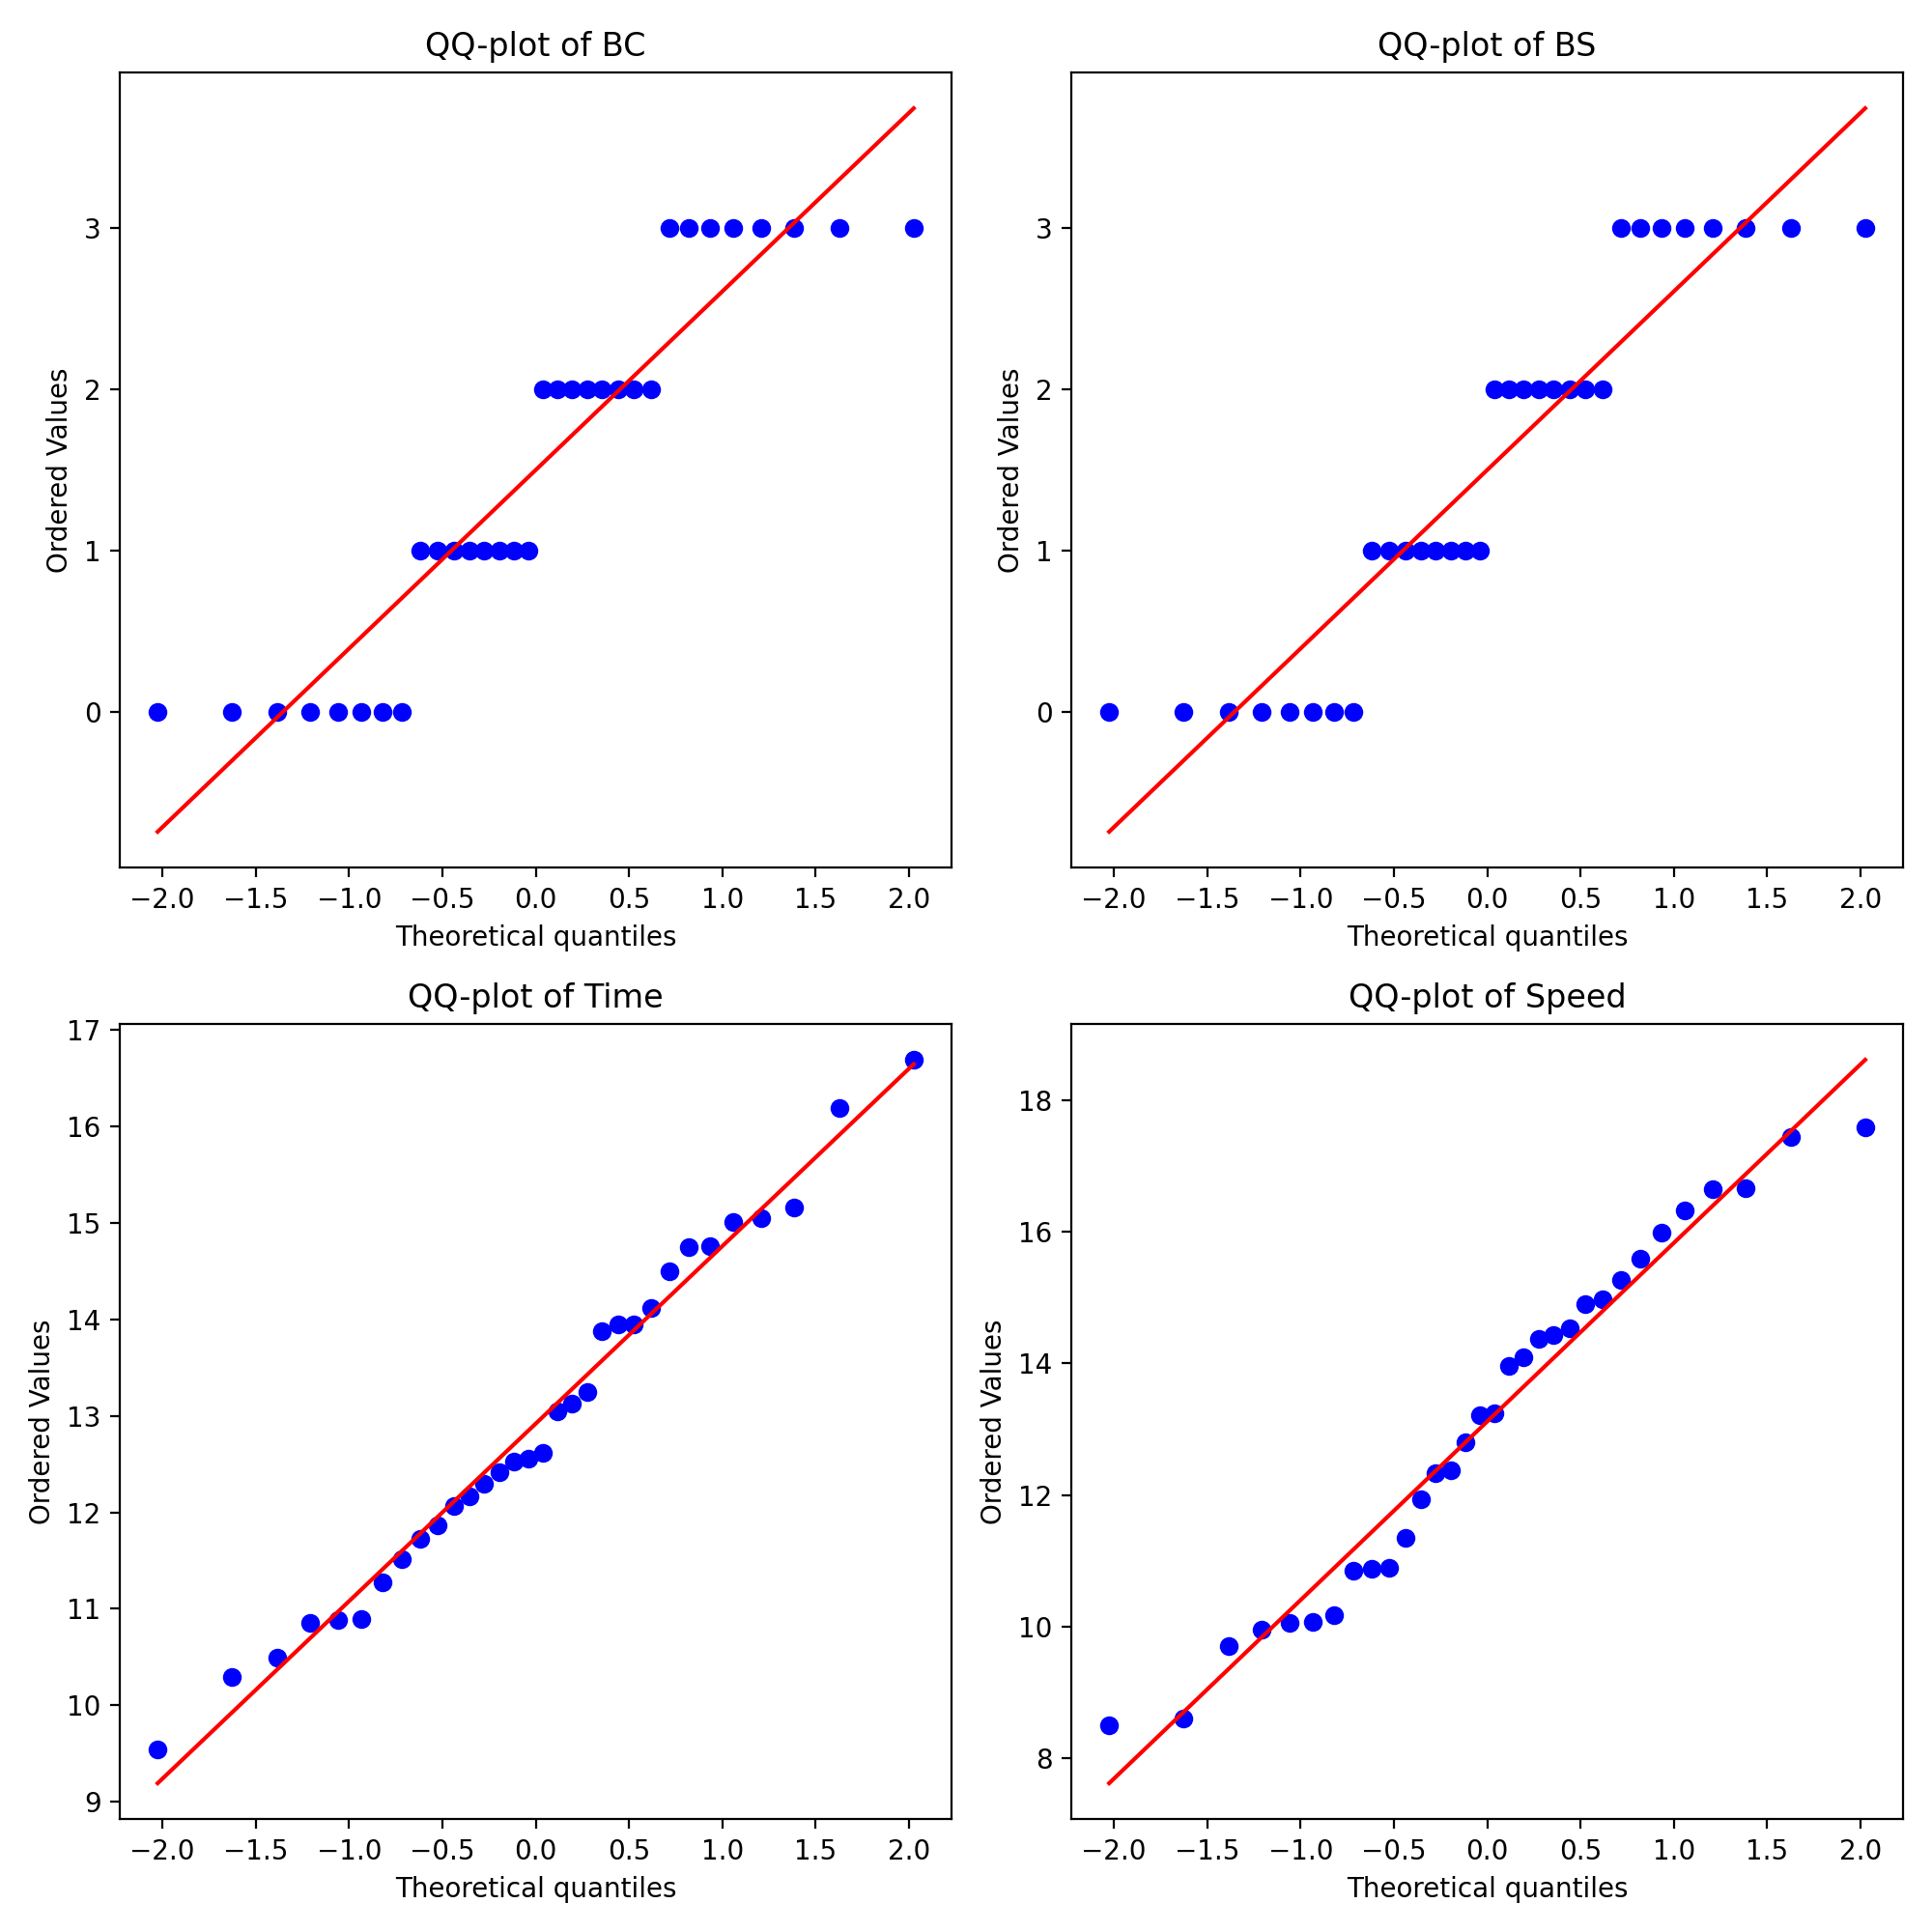 QQ-plot of BC
Ordered Values
3
2
1
0
−2.0 −1.5 −1.0 −0.5 0.0 0.5 1.0 1.5 2.0
Theoretical quantiles
QQ-plot of BS
Ordered Values
3
2
1
0
−2.0 −1.5 −1.0 −0.5 0.0 0.5 1.0 1.5 2.0
Theoretical quantiles
QQ-plot of Time
Ordered Values
17
16
15
14
13
12
11
10
9
−2.0 −1.5 −1.0 −0.5 0.0 0.5 1.0 1.5 2.0
Theoretical quantiles
QQ-plot of Speed
Ordered Values
18
16
14
12
10
8
−2.0 −1.5 −1.0 −0.5 0.0 0.5 1.0 1.5 2.0
Theoretical quantiles